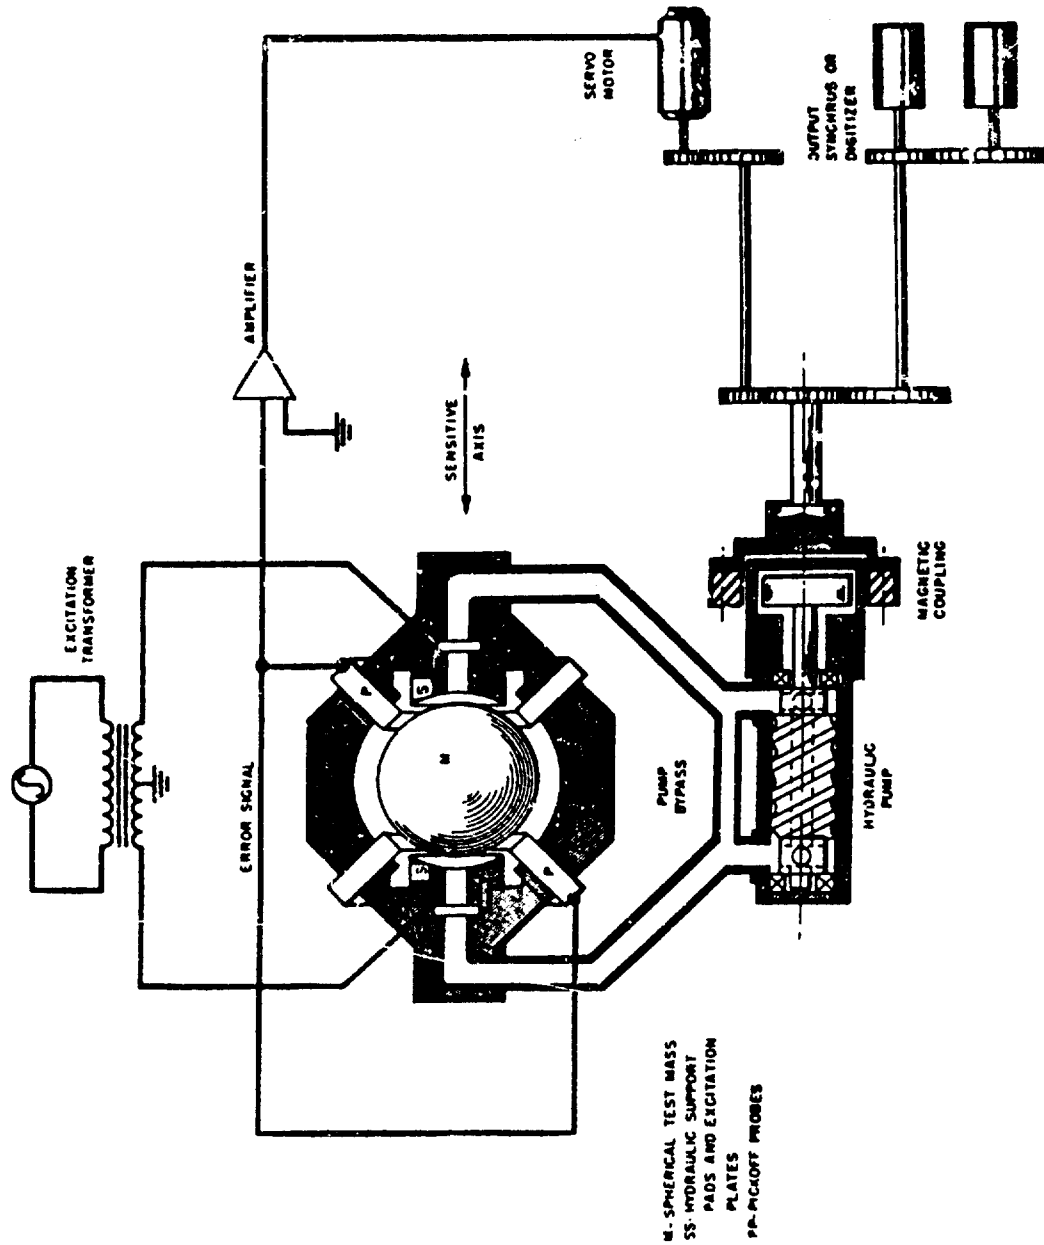 EXCITATION
TRANSFORMER
ERROR SIGNAL
AMPLIFIER
SERVO
MOTOR
OUTPUT
SYNCHRUS OR
DIGITIZER
SENSITIVE
AXIS
P
S
M
S
P
PUMP
BYPASS
HYDRAULIC
PUMP
MAGNETIC
COUPLING
M - SPHERICAL TEST MASS
SS- HYDRAULIC SUPPORT
PADS AND EXCITATION
PLATES
PP-PICKOFF PROBES